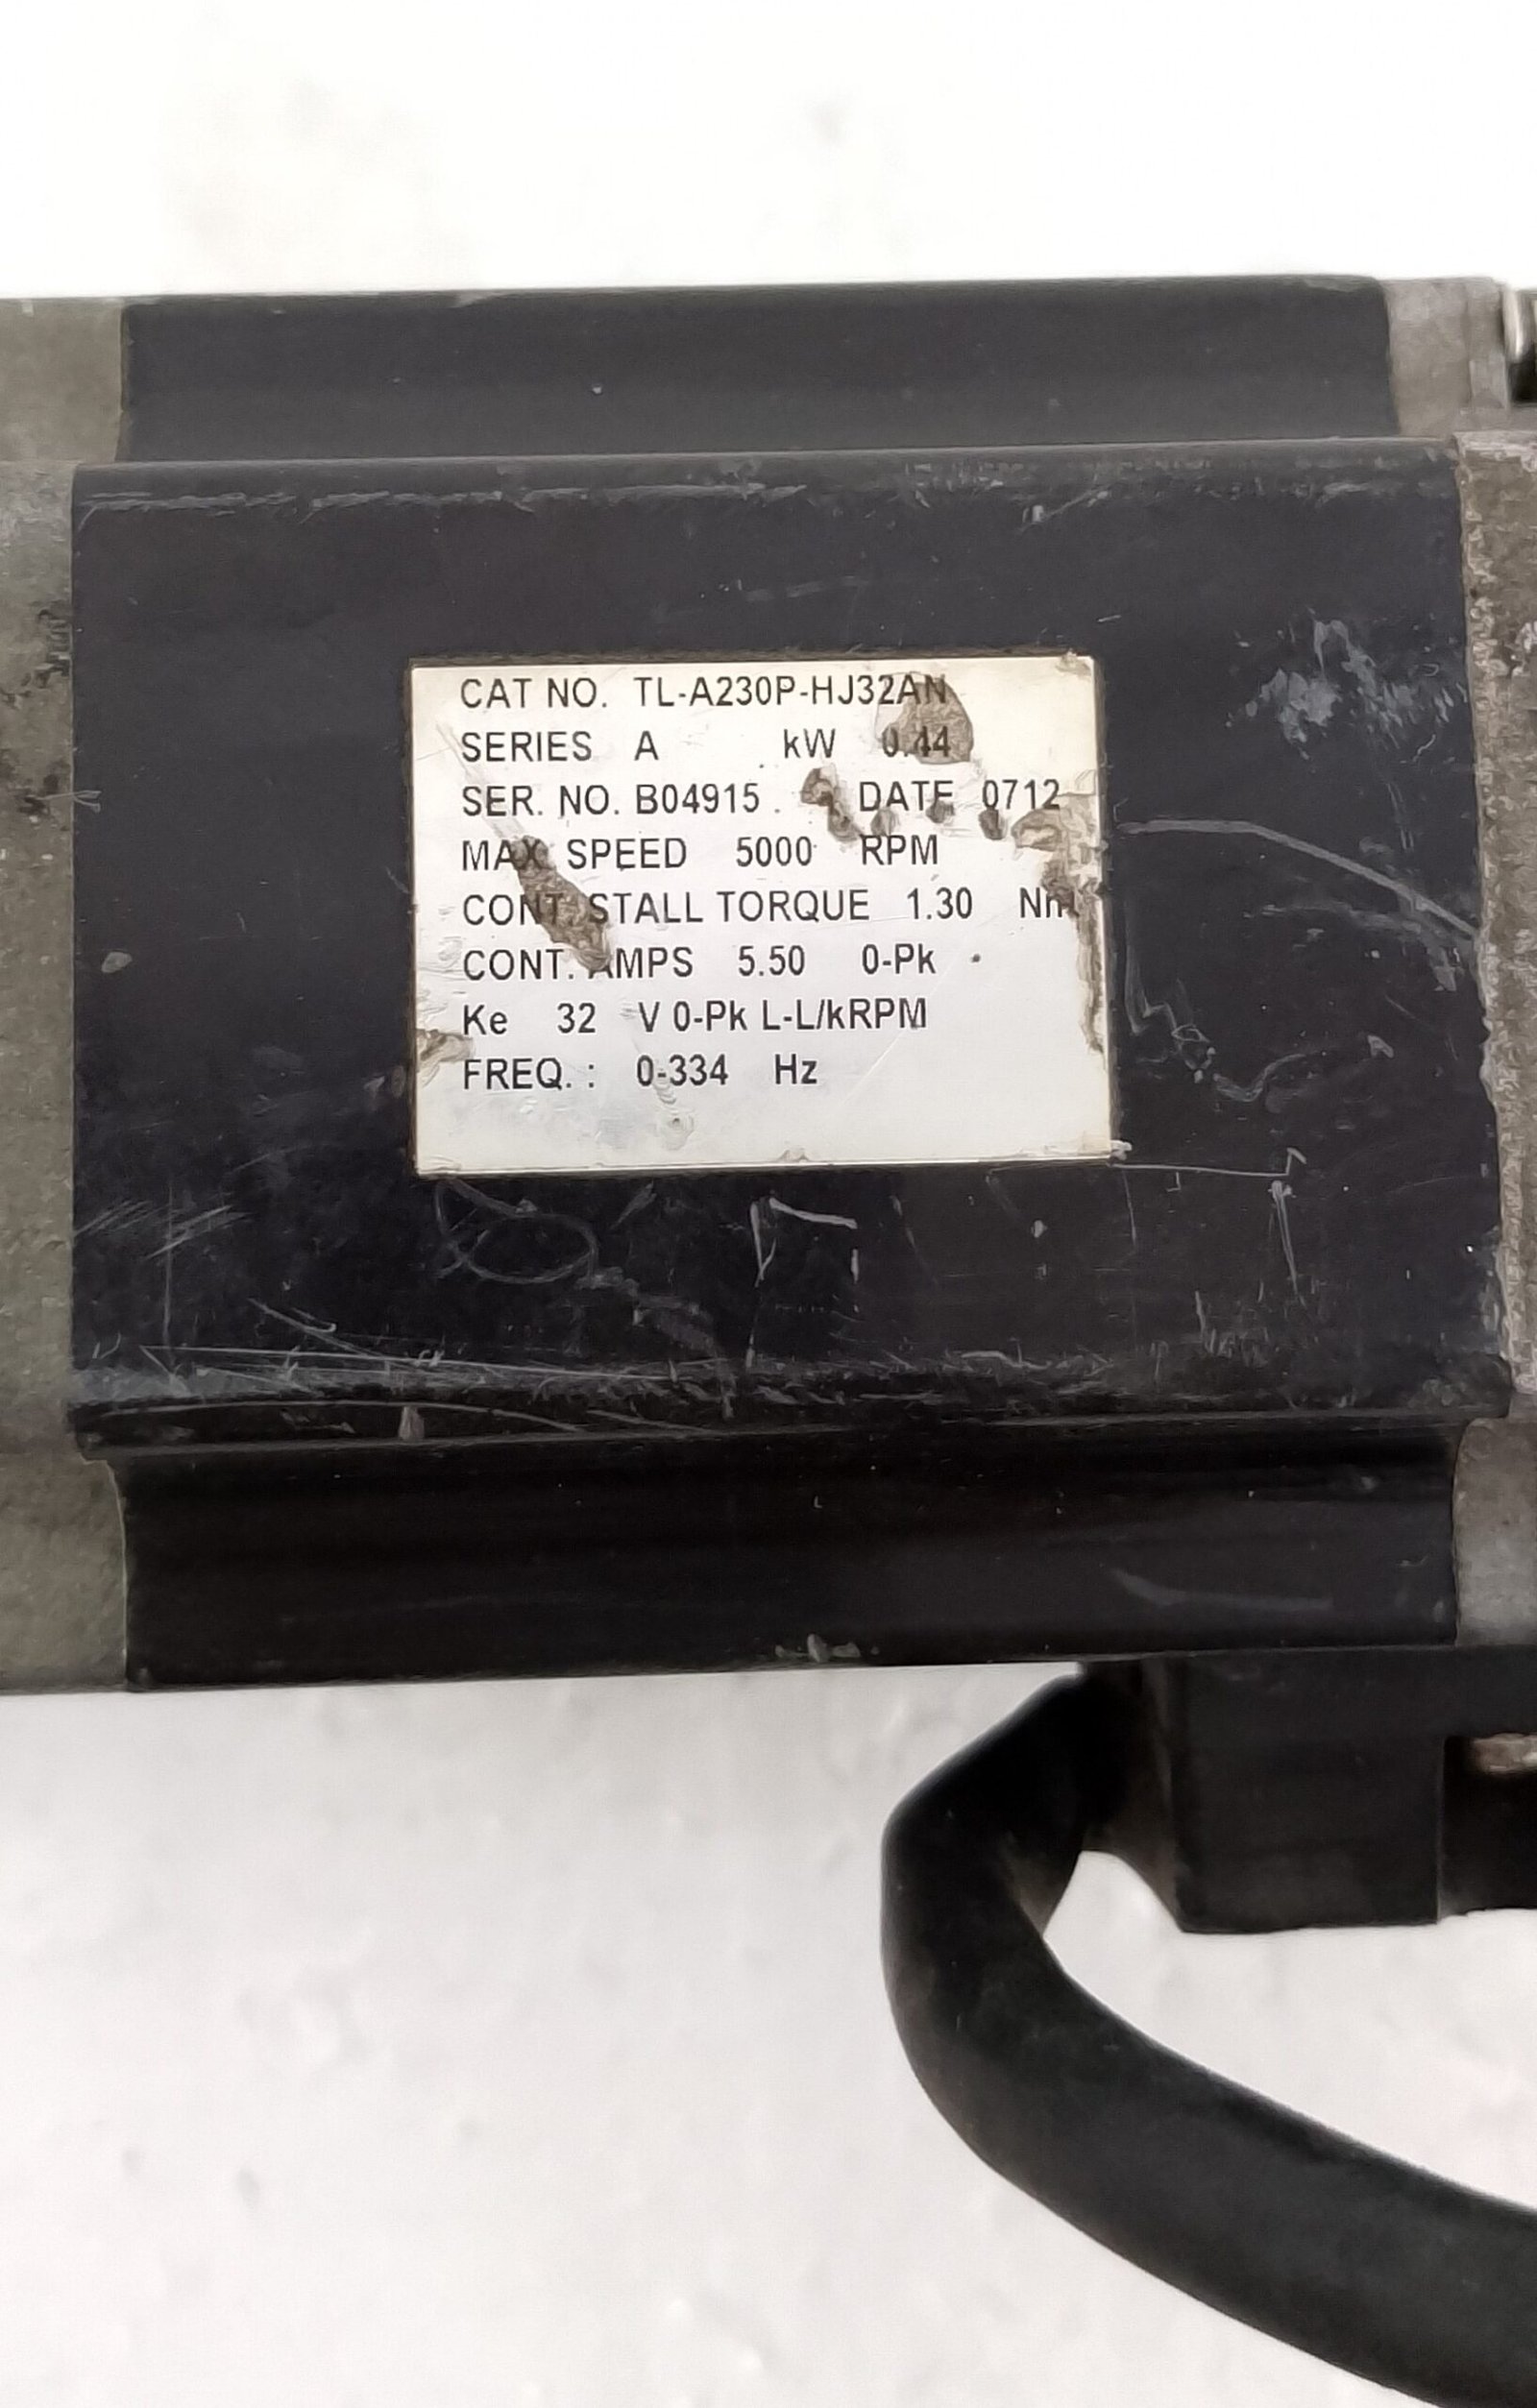 CAT NO. TL-A230P-HJ32AN
SERIES A kW 0.44
SER. NO. B04915 DATE 0712
MAX SPEED 5000 RPM
CONT. STALL TORQUE 1.30 Nm
CONT. AMPS 5.50 0-Pk
Ke 32 V 0-Pk L-L/kRPM
FREQ. : 0-334 Hz